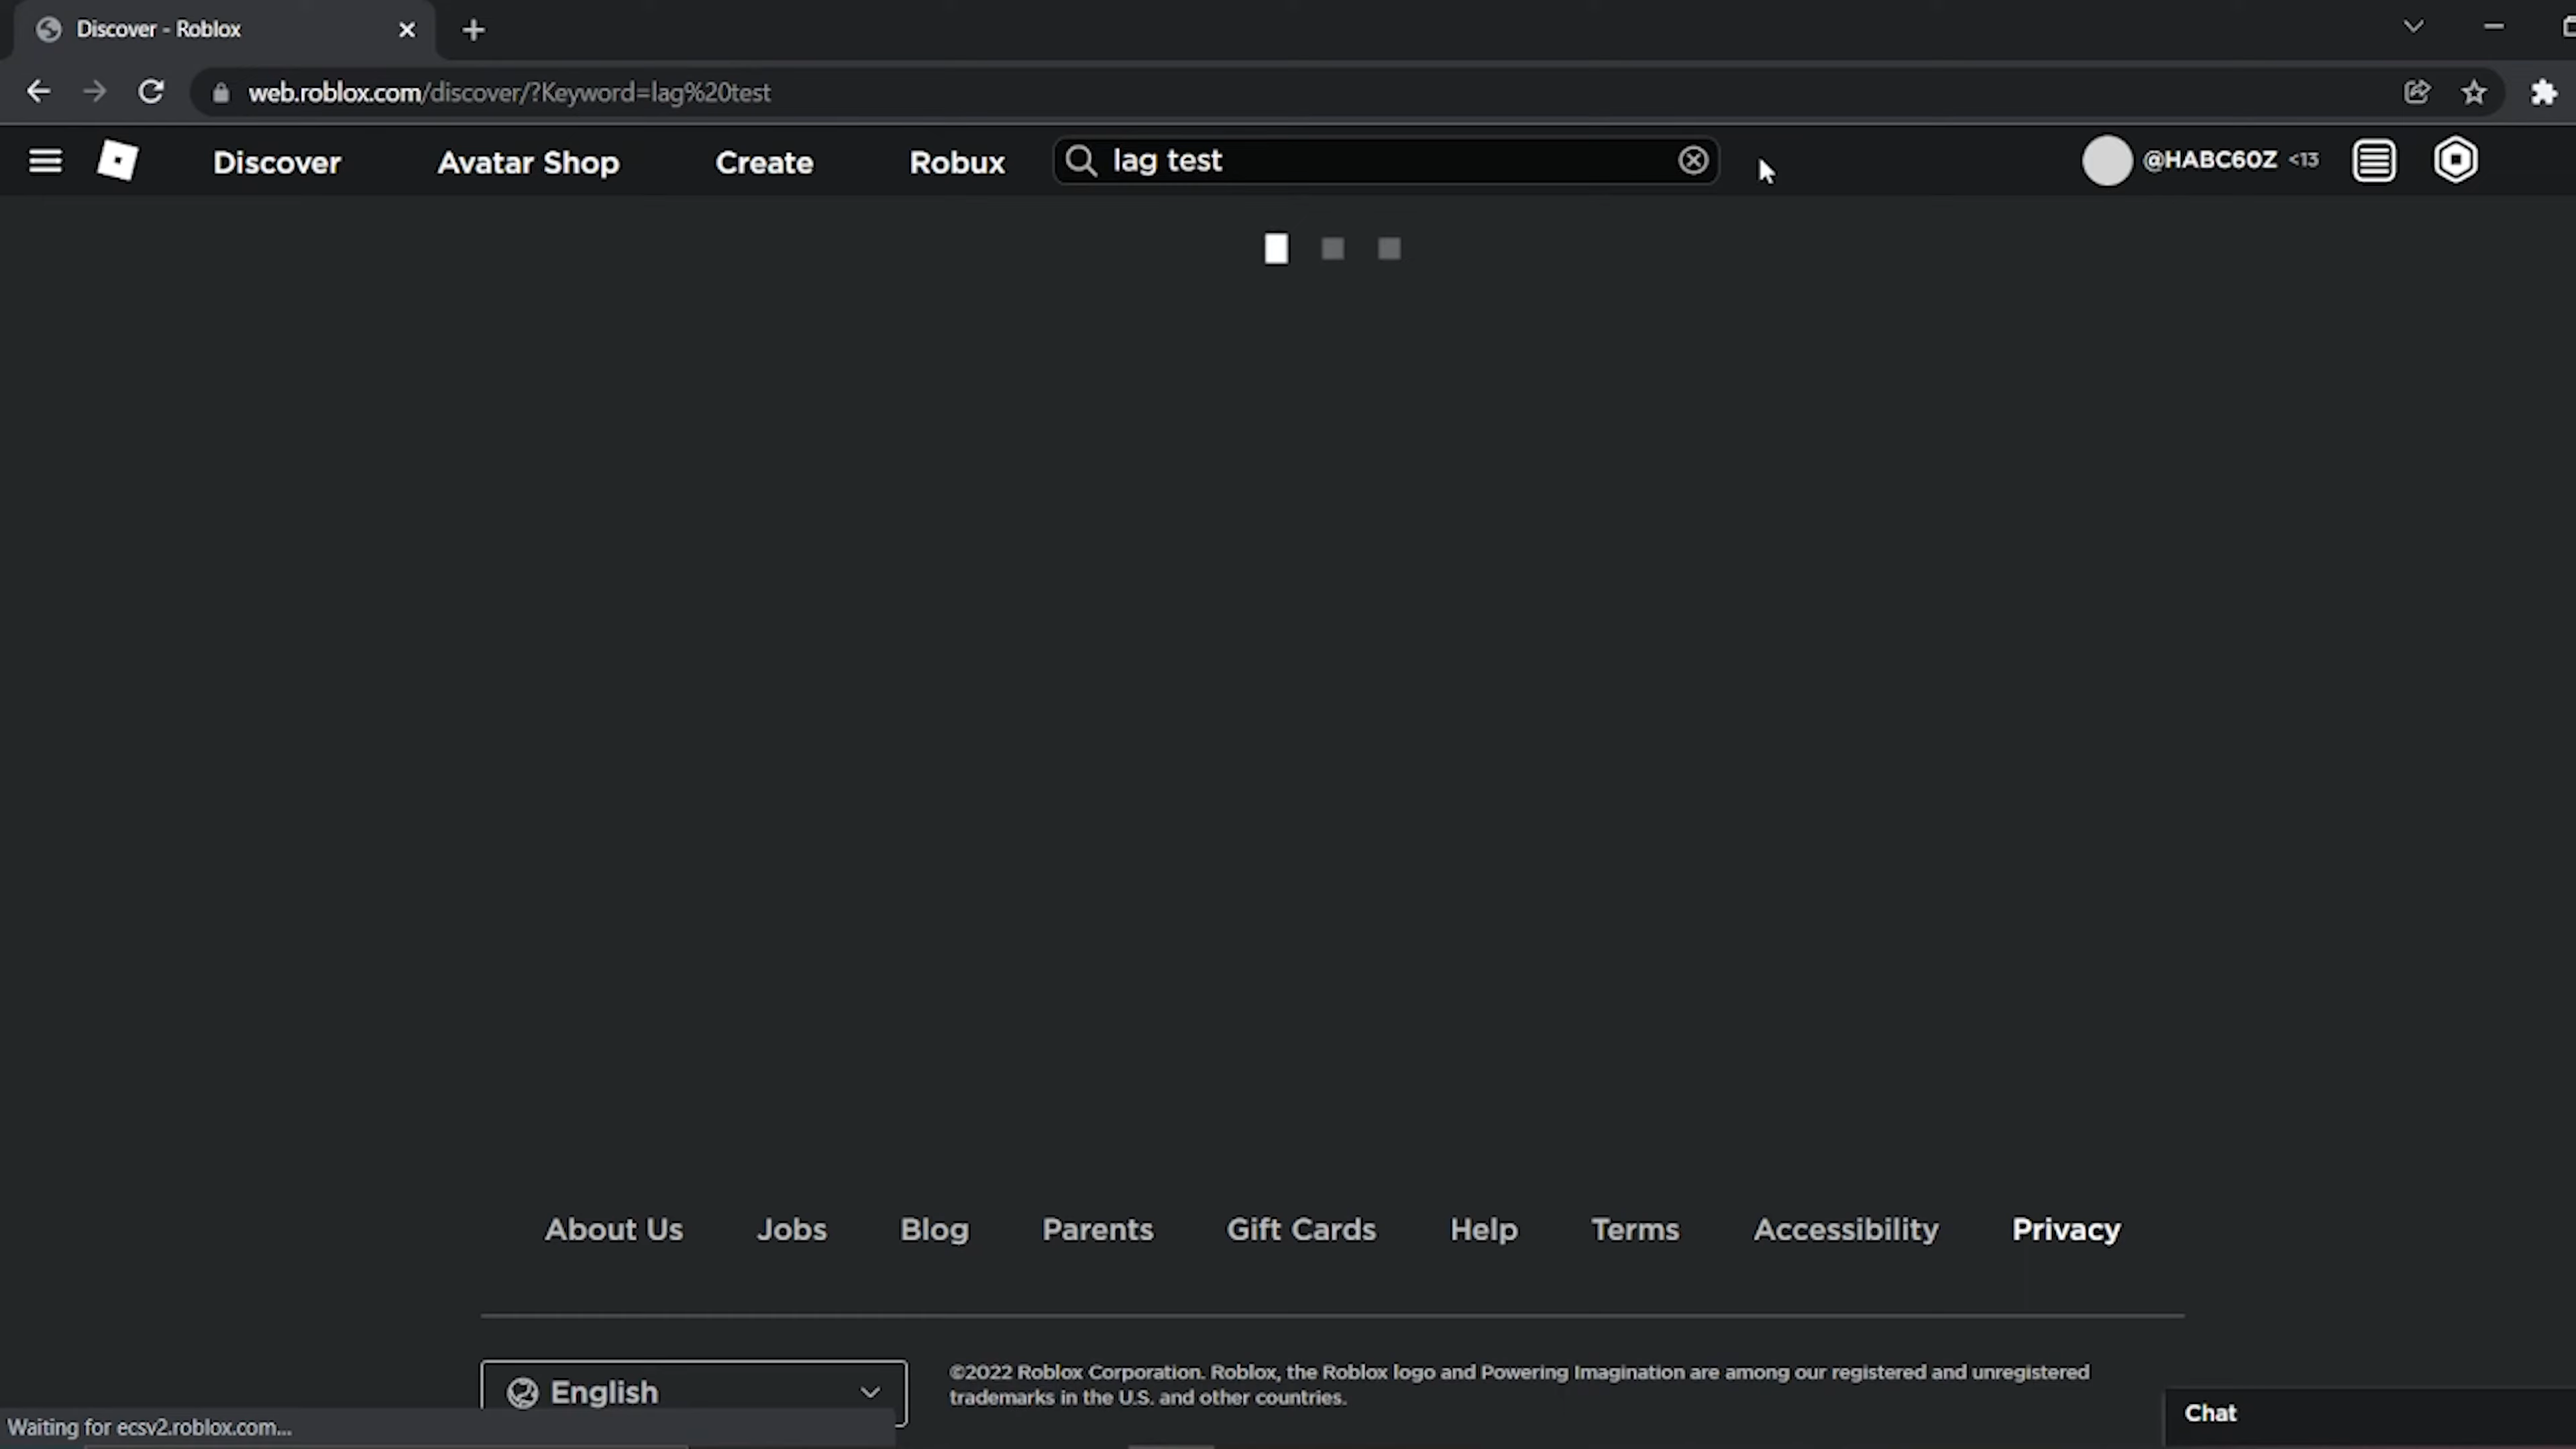 Discover - Roblox
web.roblox.com/discover/?Keyword=lag%20test
Discover Avatar Shop Create Robux lag test @HABC60Z <13
About Us Jobs Blog Parents Gift Cards Help Terms Accessibility Privacy
English
©2022 Roblox Corporation. Roblox, the Roblox logo and Powering Imagination are among our registered and unregistered
trademarks in the U.S. and other countries.
Chat
Waiting for ecsv2.roblox.com...